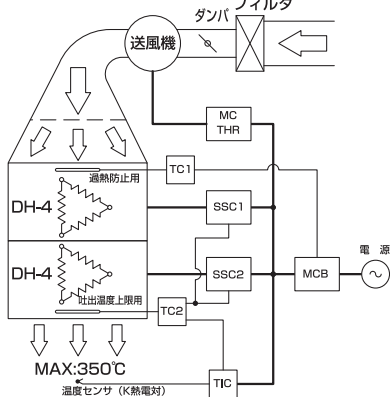 フィルタ
ダンパ
送風機
MC
THR
過熱防止用
TC1
DH-4
SSC1
電 源
DH-4
SSC2
MCB
吐出温度上限用
TC2
MAX:350℃
温度センサ（K熱電対）
TIC